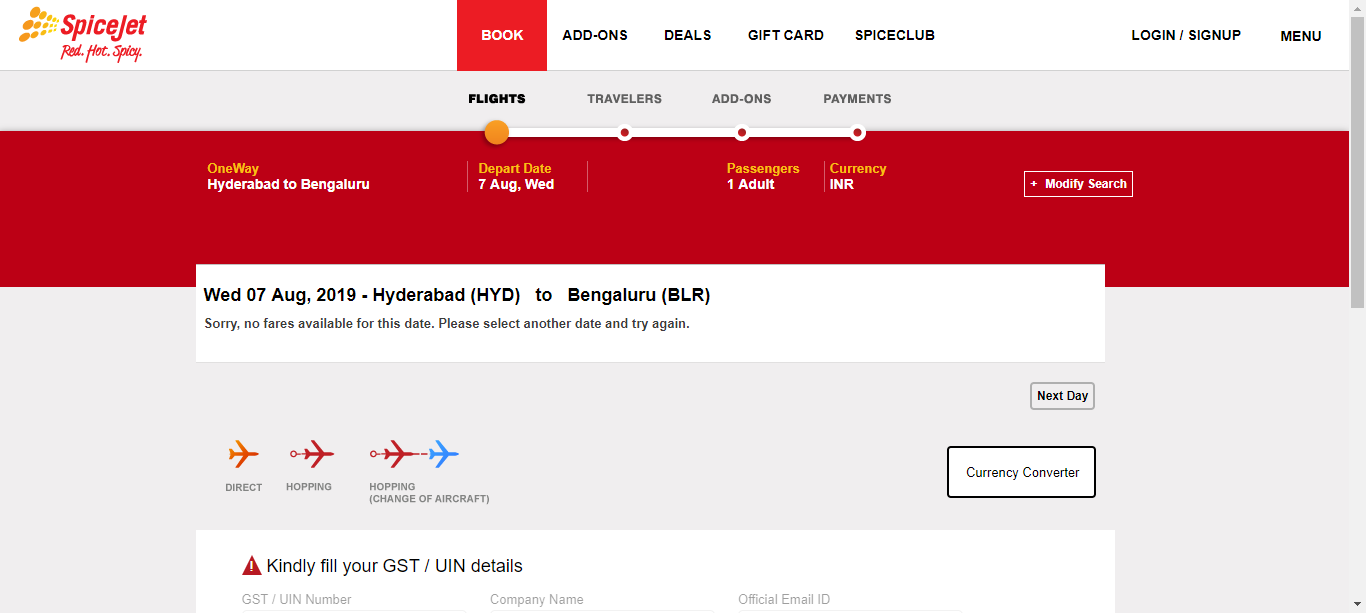 SpiceJet
Red. Hot. Spicy.
BOOK ADD-ONS DEALS GIFT CARD SPICECLUB LOGIN / SIGNUP MENU
FLIGHTS TRAVELERS ADD-ONS PAYMENTS
OneWay Depart Date Passengers Currency
Hyderabad to Bengaluru 7 Aug, Wed 1 Adult INR
+ Modify Search
Wed 07 Aug, 2019 - Hyderabad (HYD) to Bengaluru (BLR)
Sorry, no fares available for this date. Please select another date and try again.
Next Day
Currency Converter
DIRECT HOPPING HOPPING
(CHANGE OF AIRCRAFT)
Kindly fill your GST / UIN details
GST / UIN Number Company Name Official Email ID